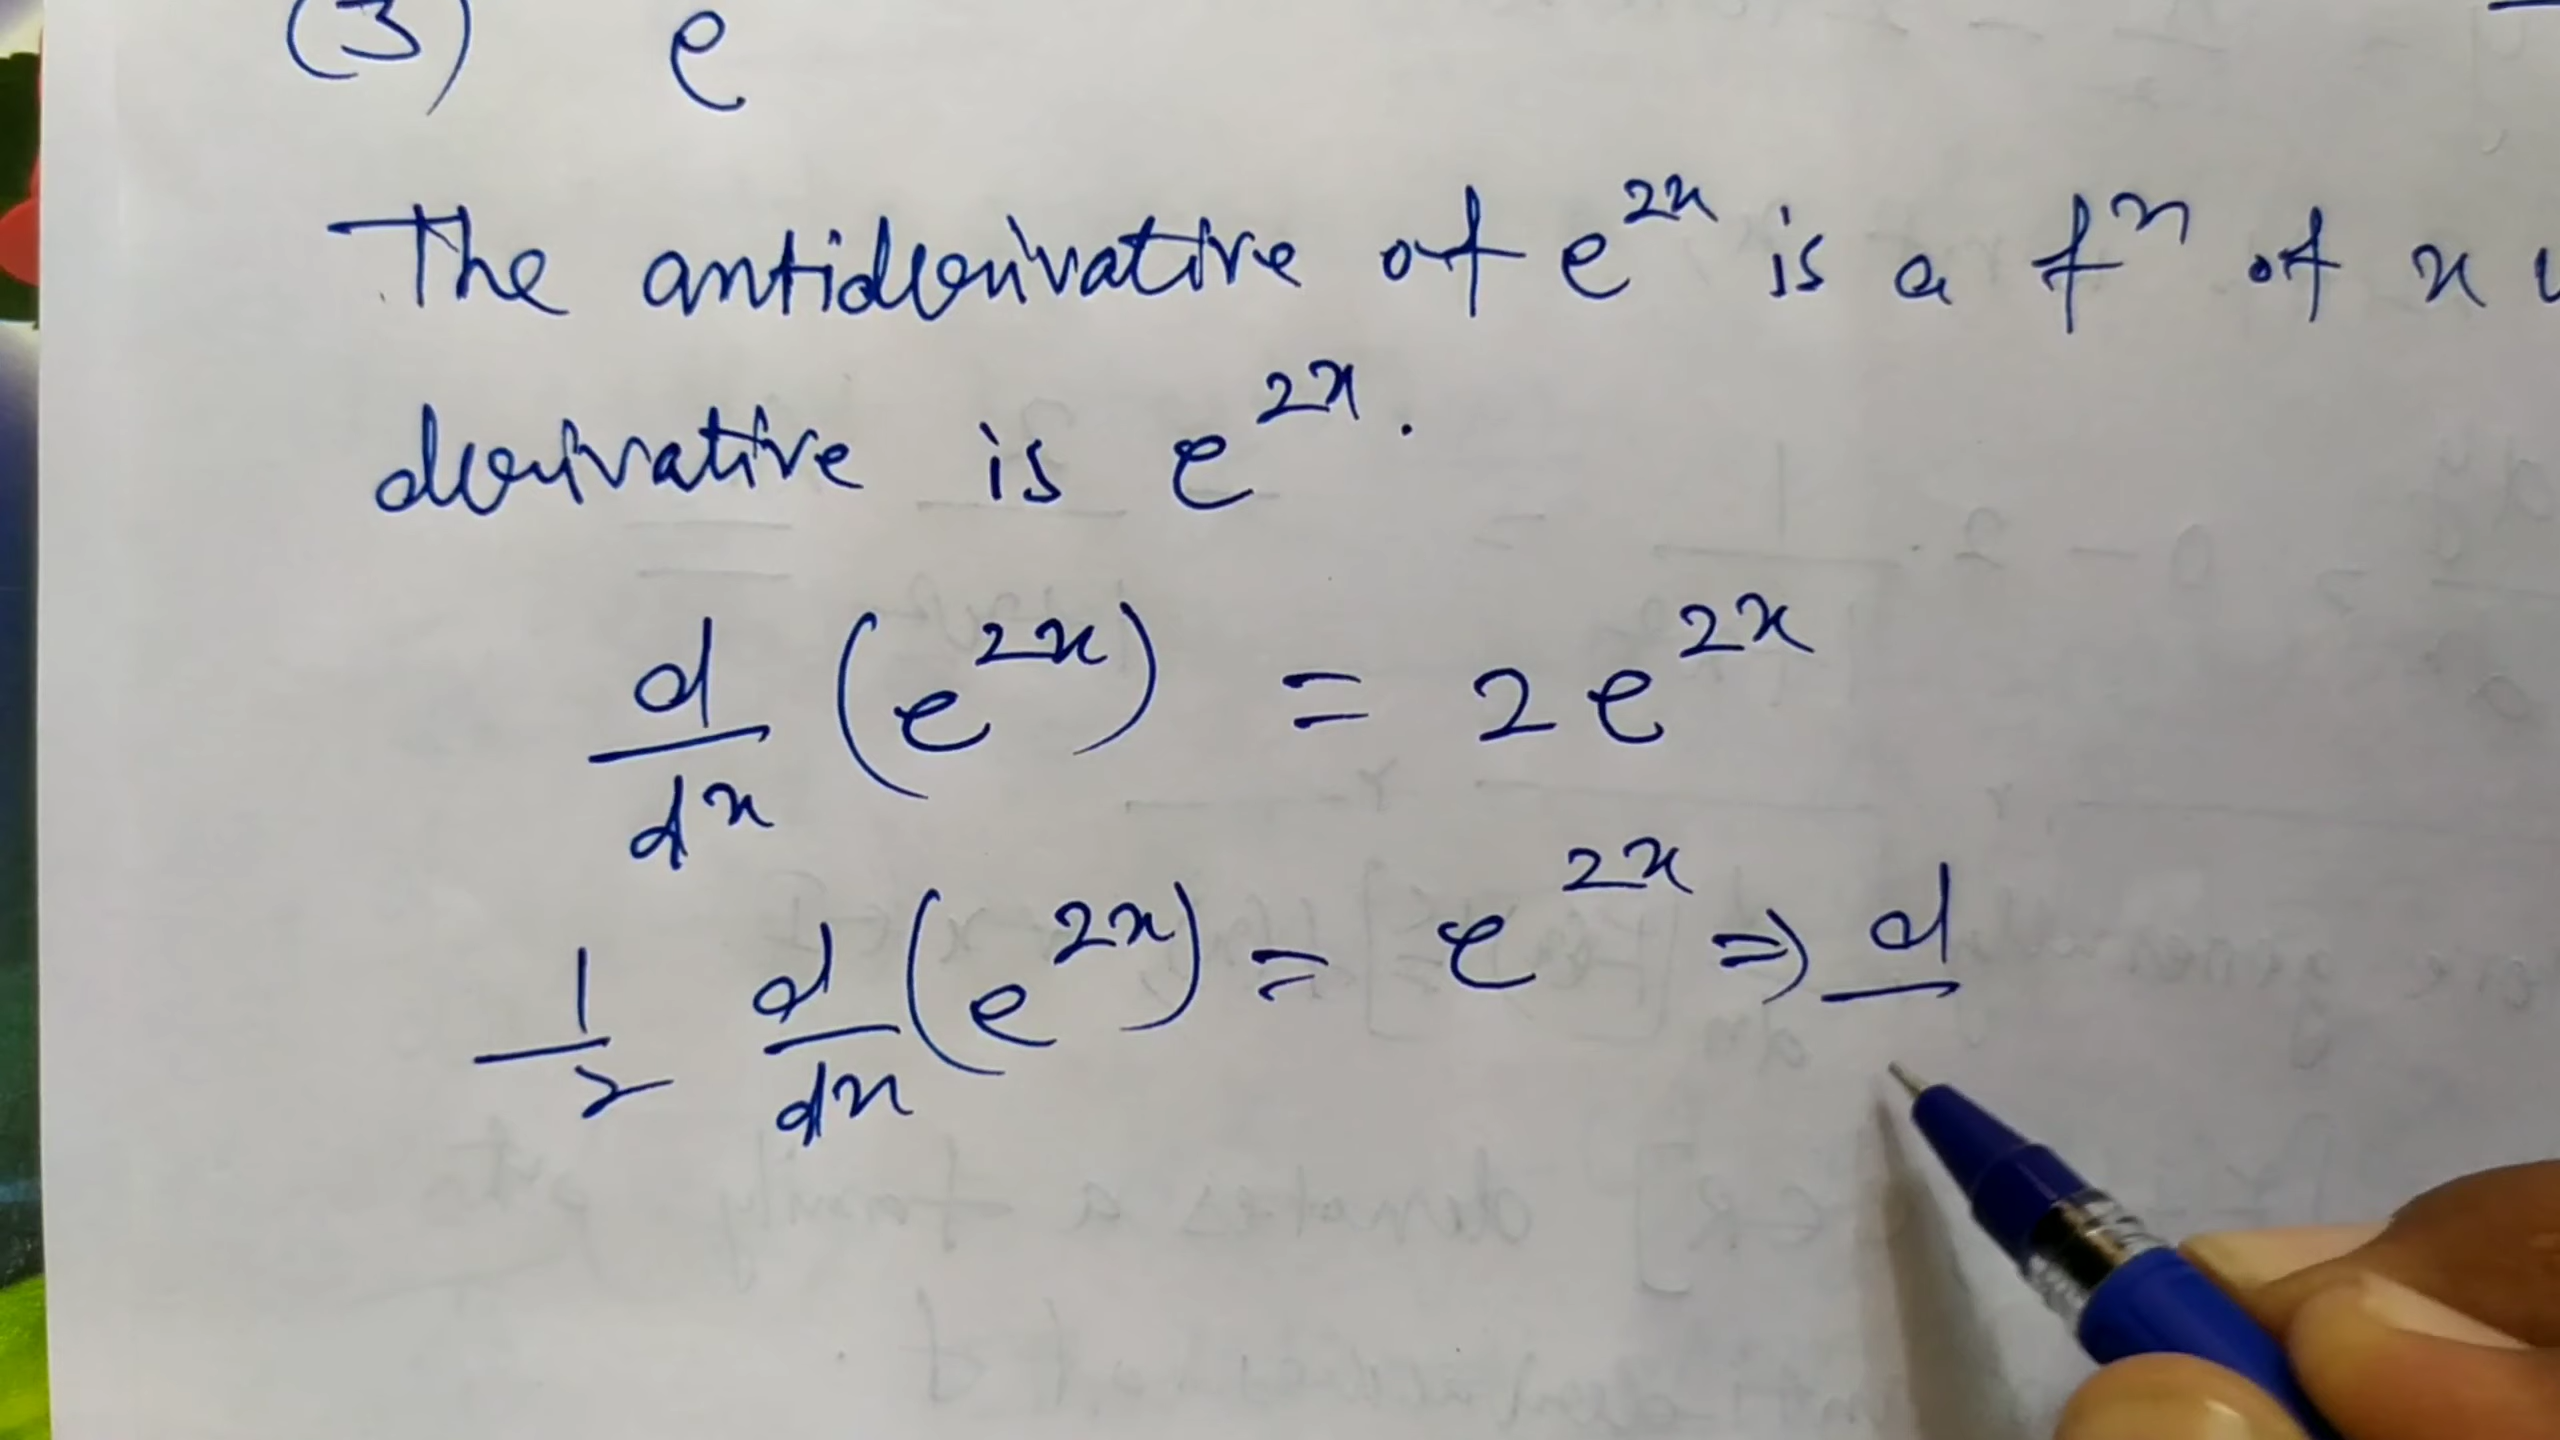 (3) e
The antiderivative of e^{2x} is a f^n of x
derivative is e^{2x}.
d/dx (e^{2x}) = 2e^{2x}
1/2 d/dx (e^{2x}) = e^{2x} ⇒ d